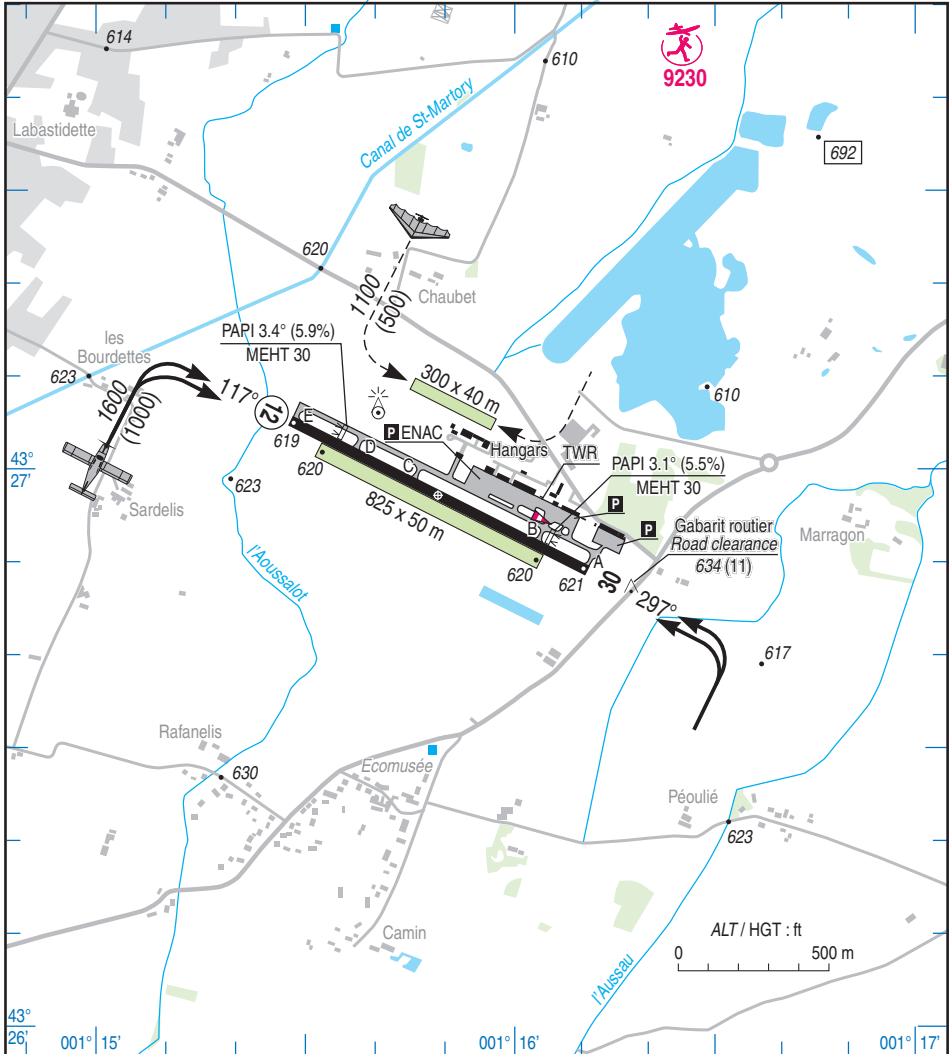 614
610
9230
Labastidette
Canal de St-Martory
692
620
1100
(500)
Chaubet
PAPI 3.4° (5.9%)
MEHT 30
les
Bourdettes
623
1600
(1000)
117°
12
300 x 40 m
610
E
619
P ENAC
Hangars
TWR
D
C
620
PAPI 3.1° (5.5%)
MEHT 30
43°
27'
623
Sardelis
825 x 50 m
P
B
P
Gabarit routier
Road clearance
634 (11)
Marragon
A
620
621
30
297°
l'Aoussalot
617
Rafanelis
630
Ecomusée
Péoulié
623
Camin
ALT / HGT : ft
0
500 m
l'Aussau
43°
26'
001° 15'
001° 16'
001° 17'